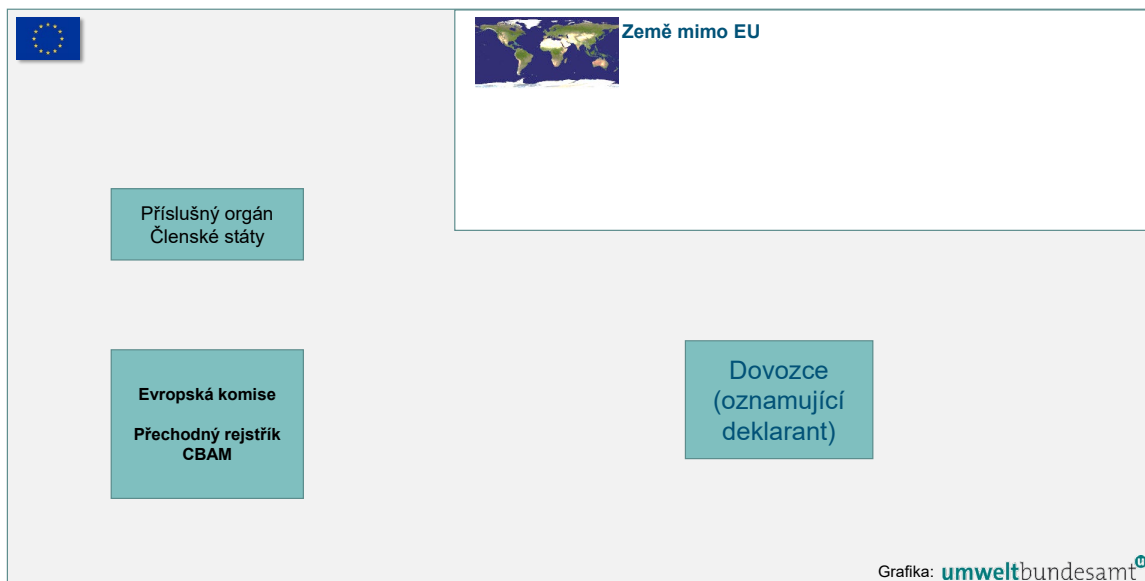 Země mimo EU
Příslušný orgán
Členské státy
Evropská komise
Přechodný rejstřík
CBAM
Dovozce
(oznamující
deklarant)
Grafika: umweltbundesamt